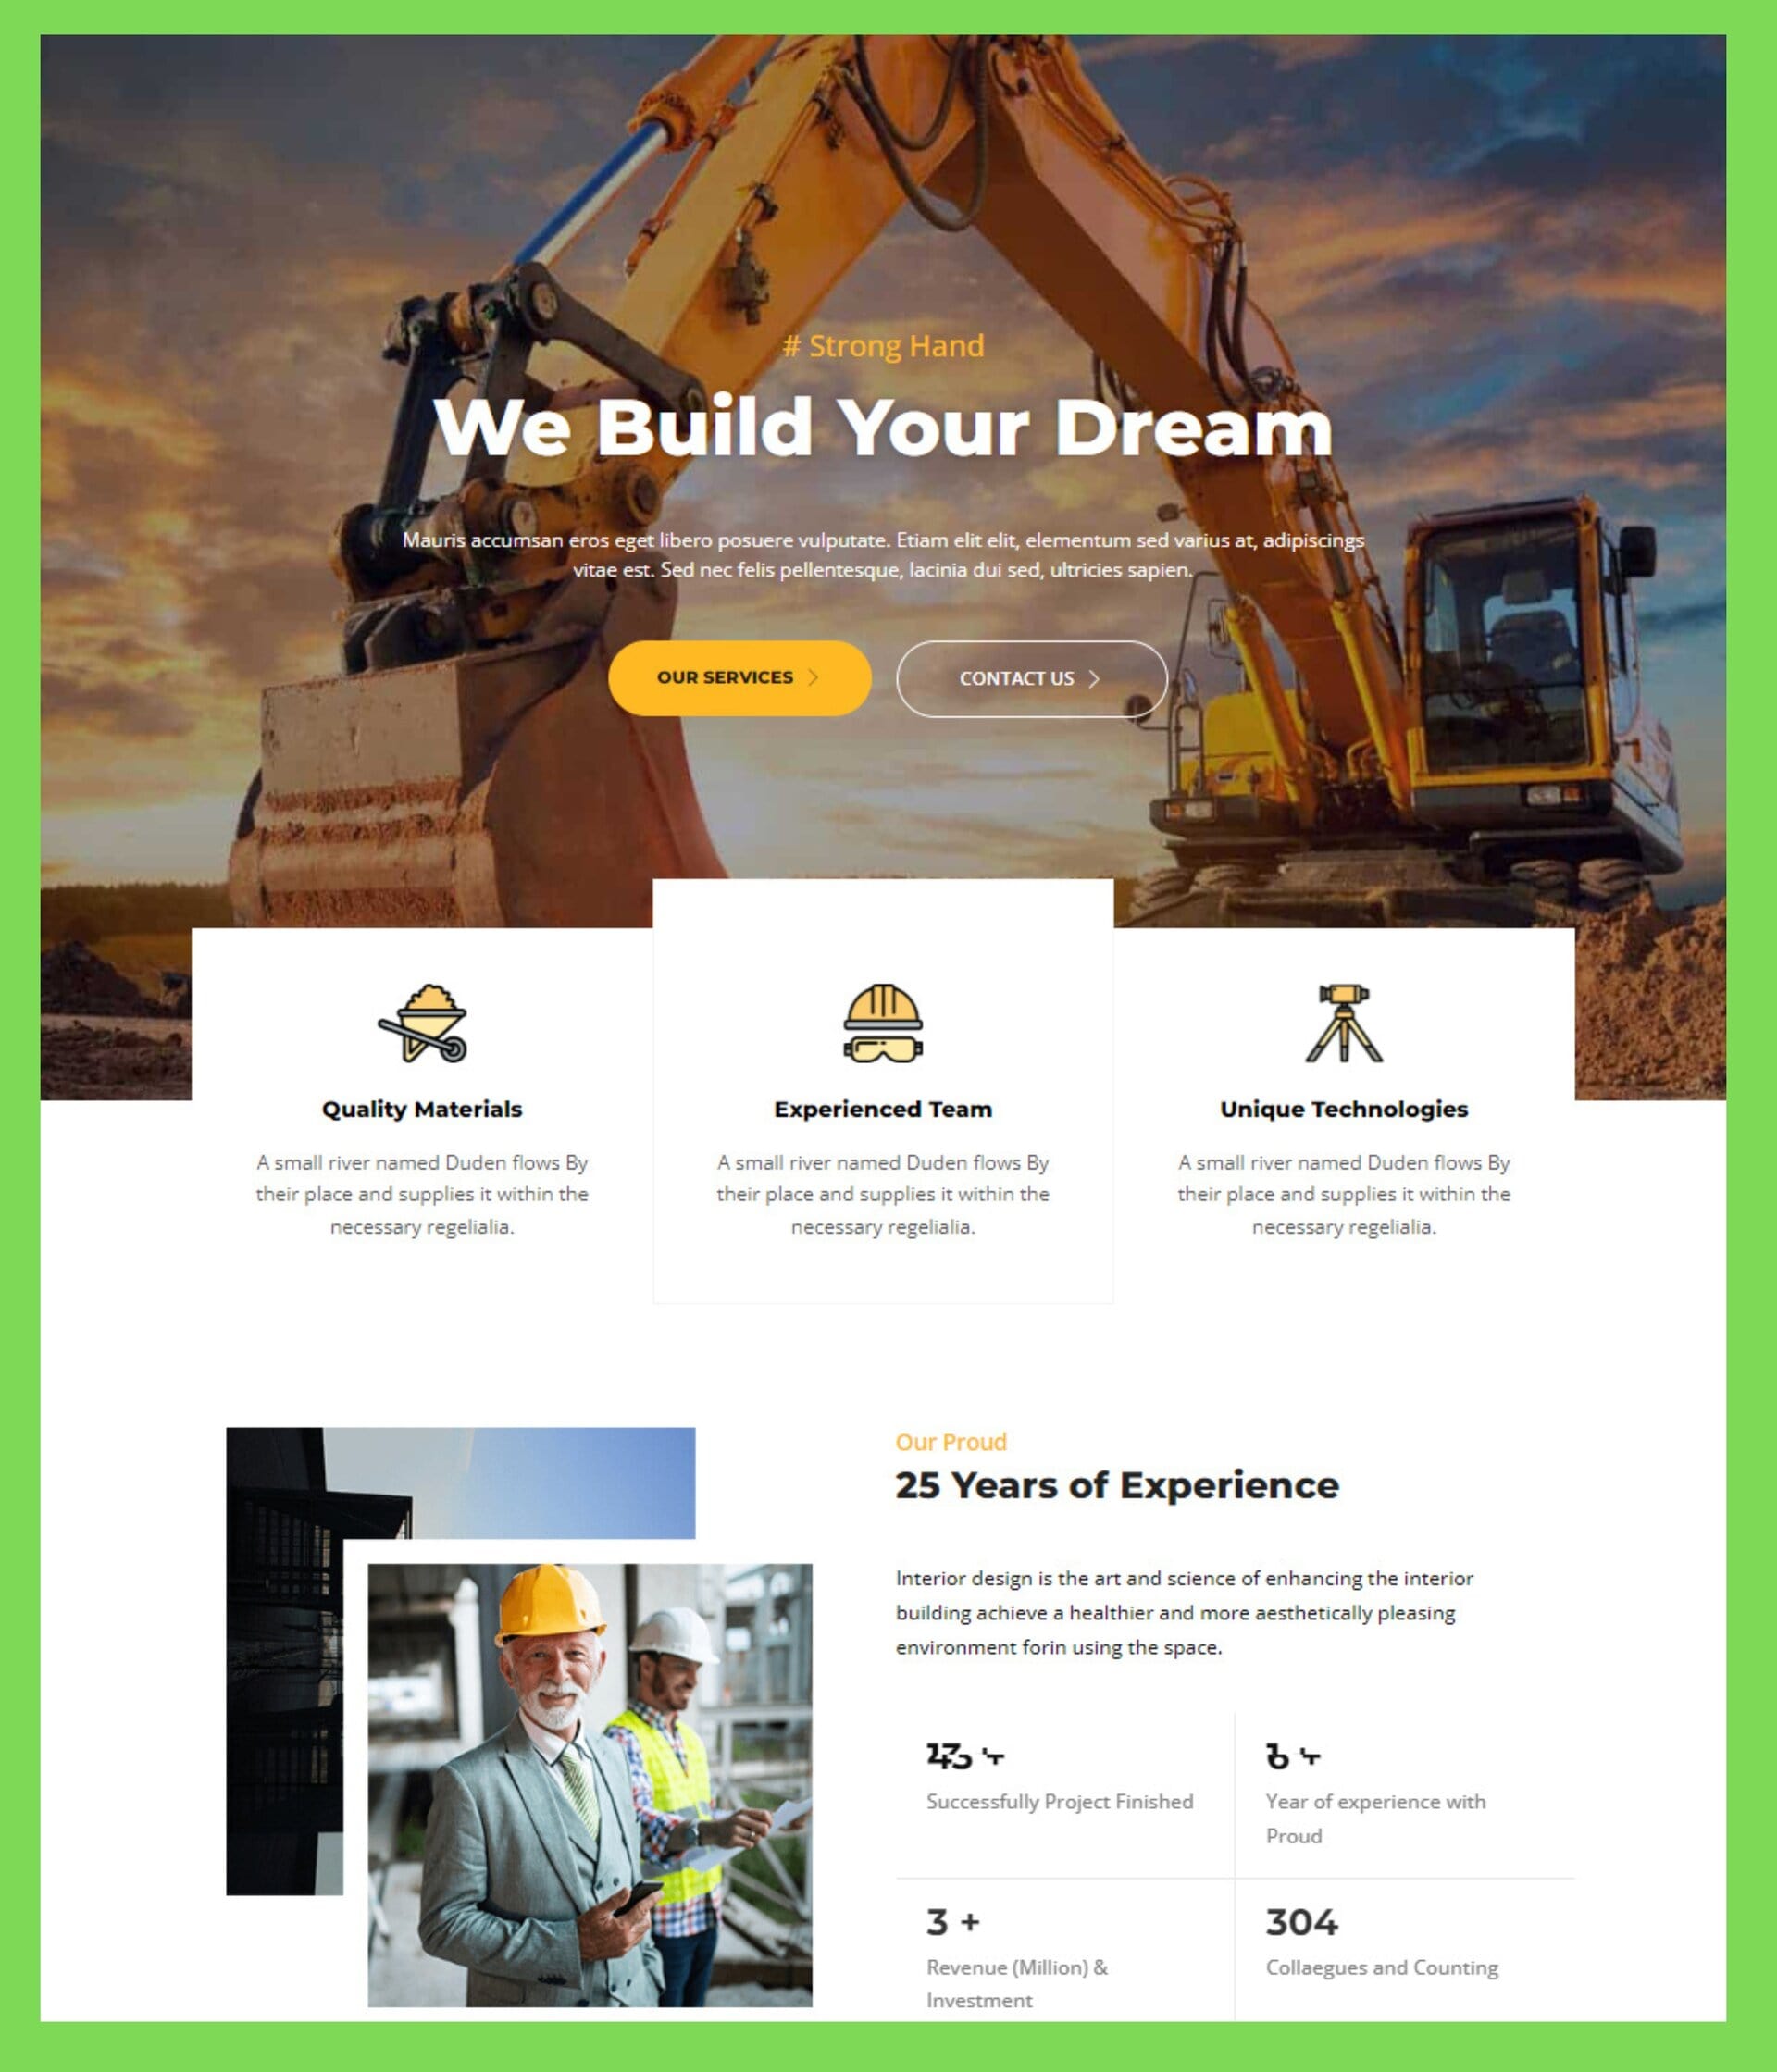 # Strong Hand
We Build Your Dream
Mauris accumsan eros eget libero posuere vulputate. Etiam elit elit, elementum sed varius at, adipiscings
vitae est. Sed nec felis pellentesque, lacinia dui sed, ultricies sapien.
OUR SERVICES
CONTACT US
Quality Materials
A small river named Duden flows By
their place and supplies it within the
necessary regelialia.
Experienced Team
A small river named Duden flows By
their place and supplies it within the
necessary regelialia.
Unique Technologies
A small river named Duden flows By
their place and supplies it within the
necessary regelialia.
Our Proud
25 Years of Experience
Interior design is the art and science of enhancing the interior
building achieve a healthier and more aesthetically pleasing
environment forin using the space.
Successfully Project Finished
Year of experience with
Proud
3 +
Revenue (Million) &
Investment
304
Collaegues and Counting